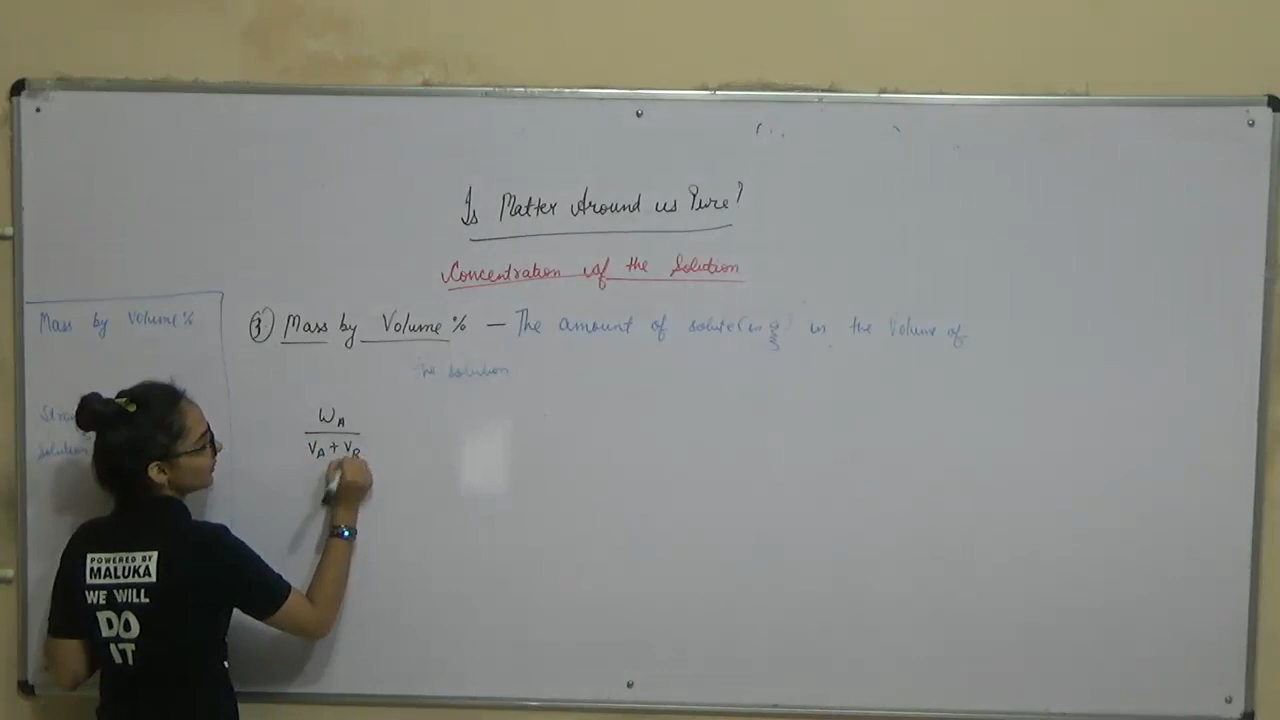 Is Matter Around us Pure?
Concentration of the Solution
Mass by Volume %
③ Mass by Volume % — The amount of solute (in g) in the Volume of
the solution
Solution
W_A
V_A + V_B
POWERED BY
MALUKA
WE WILL
DO
IT